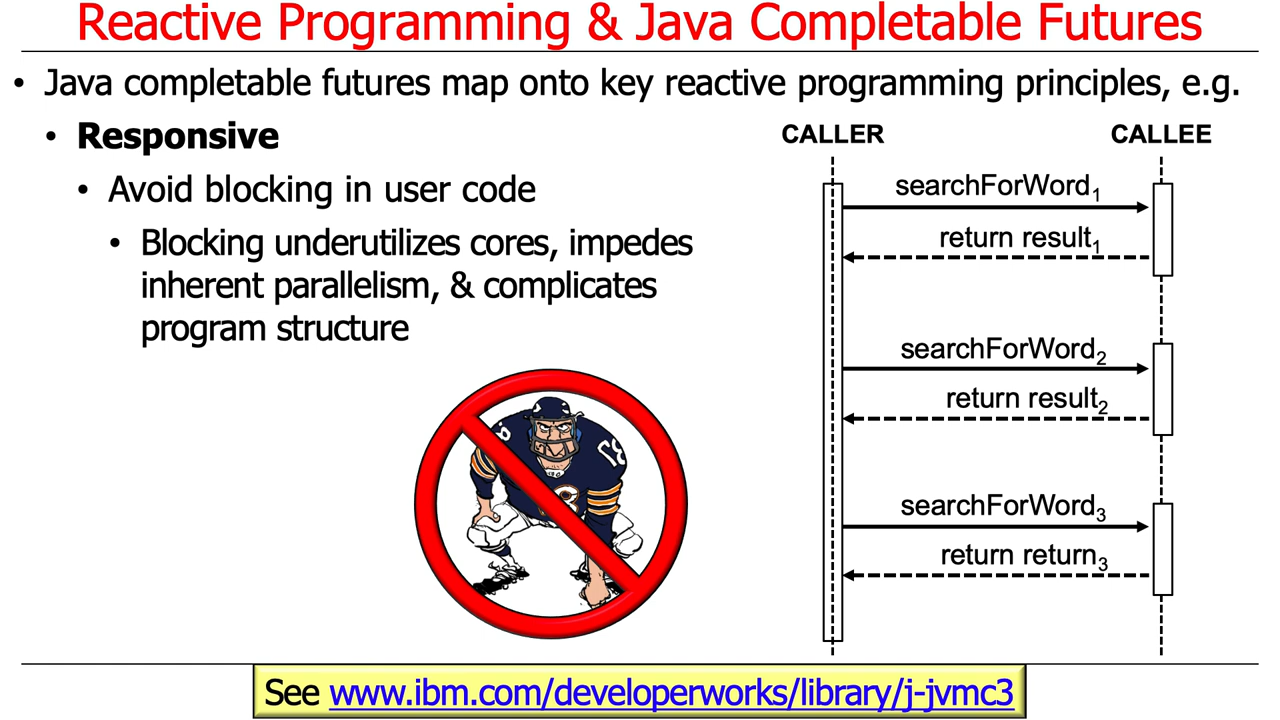 Reactive Programming & Java Completable Futures
• Java completable futures map onto key reactive programming principles, e.g.
• Responsive
• Avoid blocking in user code
• Blocking underutilizes cores, impedes
inherent parallelism, & complicates
program structure
CALLER CALLEE
searchForWord1
return result1
searchForWord2
return result2
searchForWord3
return return3
See www.ibm.com/developerworks/library/j-jvmc3